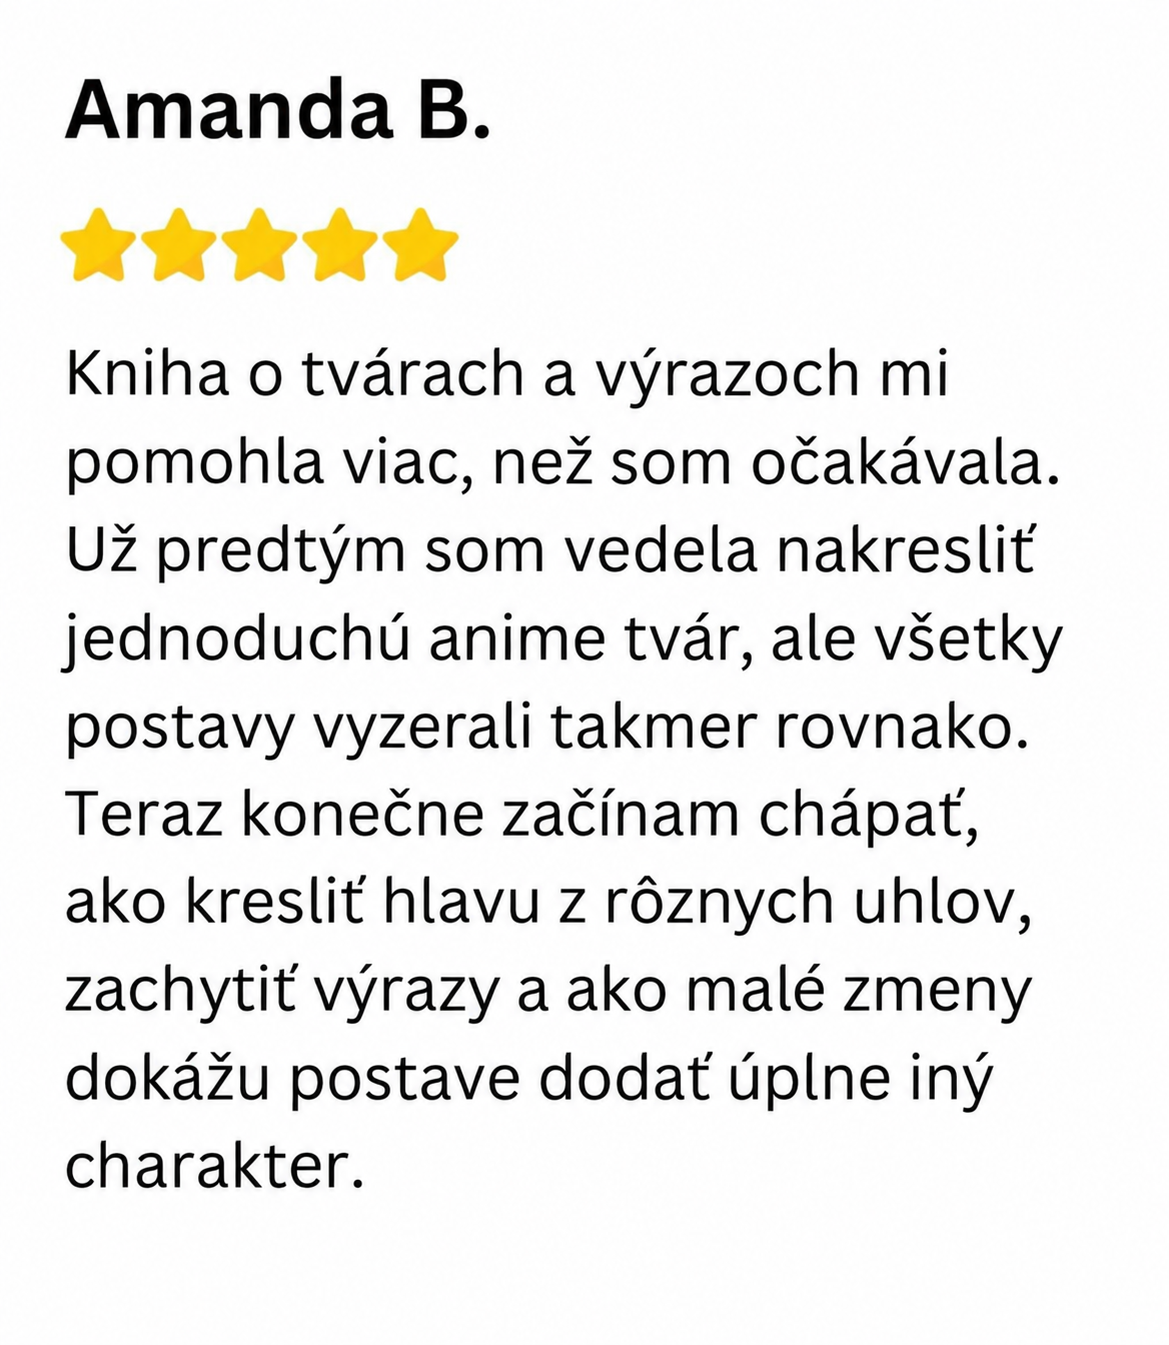 Amanda B.
Kniha o tvárach a výrazoch mi
pomohla viac, než som očakávala.
Už predtým som vedela nakresliť
jednoduchú anime tvár, ale všetky
postavy vyzerali takmer rovnako.
Teraz konečne začínam chápať,
ako kresliť hlavu z rôznych uhlov,
zachytiť výrazy a ako malé zmeny
dokážu postave dodať úplne iný
charakter.